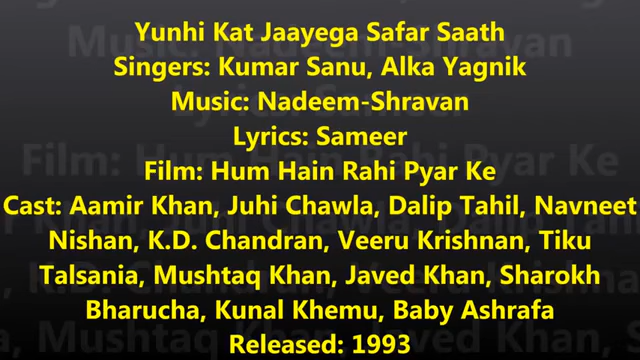 Yunhi Kat Jaayega Safar Saath
Singers: Kumar Sanu, Alka Yagnik
Music: Nadeem-Shravan
Lyrics: Sameer
Film: Hum Hain Rahi Pyar Ke
Cast: Aamir Khan, Juhi Chawla, Dalip Tahil, Navneet
Nishan, K.D. Chandran, Veeru Krishnan, Tiku
Talsania, Mushtaq Khan, Javed Khan, Sharokh
Bharucha, Kunal Khemu, Baby Ashrafa
Released: 1993